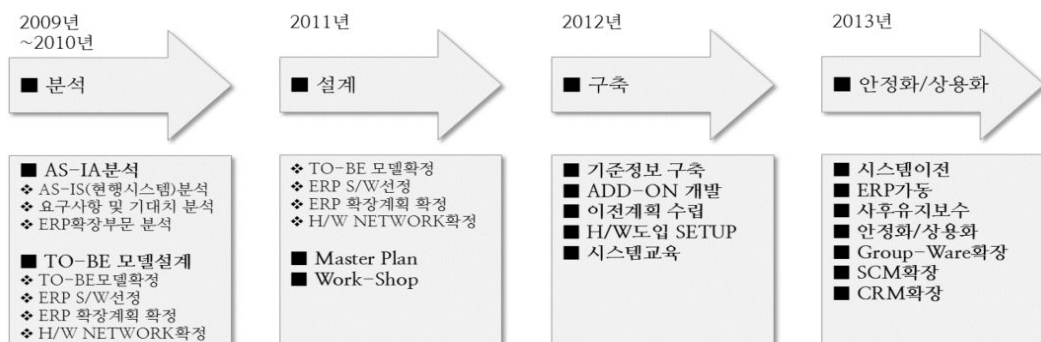 2009년
~2010년
■ 분석
■ AS-IA분석
❖ AS-IS(현행시스템)분석
❖ 요구사항 및 기대치 분석
❖ ERP확장부문 분석
■ TO-BE 모델설계
❖ TO-BE모델확정
❖ ERP S/W선정
❖ ERP 확장계획 확정
❖ H/W NETWORK확정
2011년
■ 설계
❖ TO-BE 모델확정
❖ ERP S/W선정
❖ ERP 확장계획 확정
❖ H/W NETWORK확정
■ Master Plan
■ Work-Shop
2012년
■ 구축
■ 기준정보 구축
■ ADD-ON 개발
■ 이전계획 수립
■ H/W도입 SETUP
■ 시스템교육
2013년
■ 안정화/상용화
■ 시스템이전
■ ERP가동
■ 사후유지보수
■ 안정화/상용화
■ Group-Ware확장
■ SCM확장
■ CRM확장